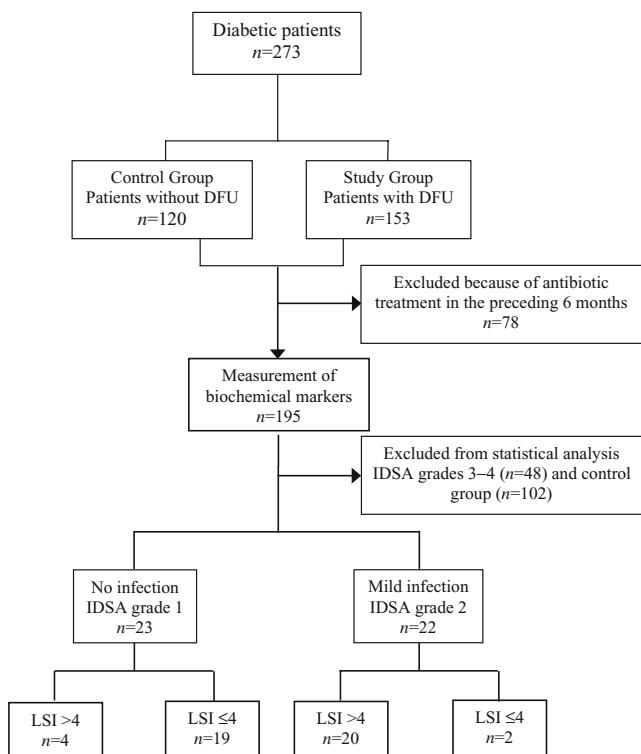 Diabetic patients
n=273
Control Group
Patients without DFU
n=120
Study Group
Patients with DFU
n=153
Excluded because of antibiotic
treatment in the preceding 6 months
n=78
Measurement of
biochemical markers
n=195
Excluded from statistical analysis
IDSA grades 3–4 (n=48) and control
group (n=102)
No infection
IDSA grade 1
n=23
Mild infection
IDSA grade 2
n=22
LSI >4
n=4
LSI ≤4
n=19
LSI >4
n=20
LSI ≤4
n=2